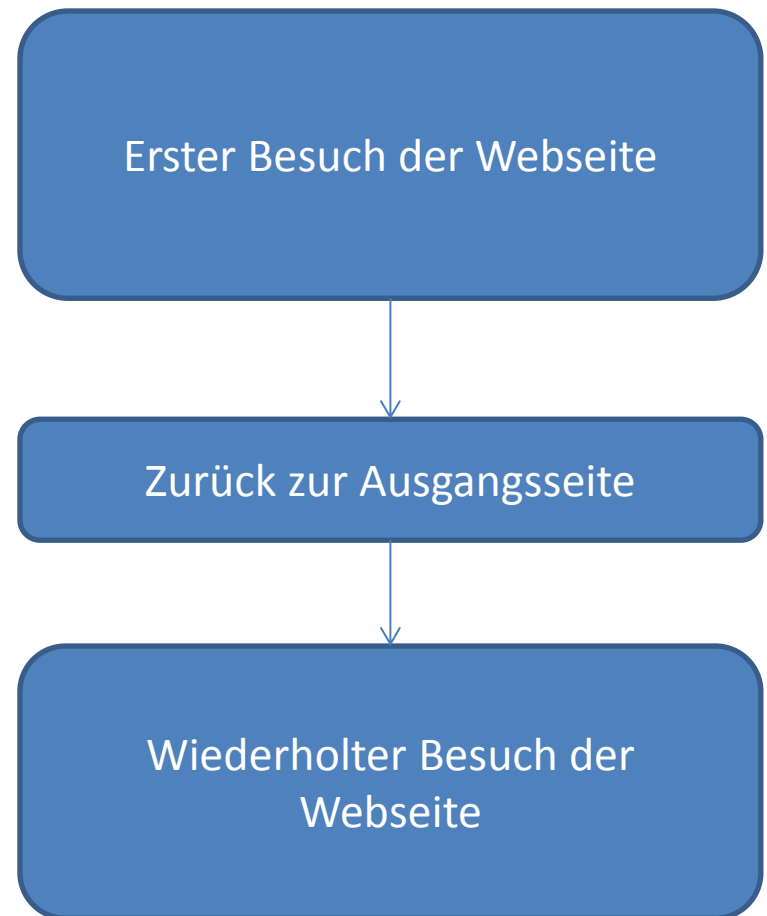 Erster Besuch der Webseite
Zurück zur Ausgangsseite
Wiederholter Besuch der
Webseite